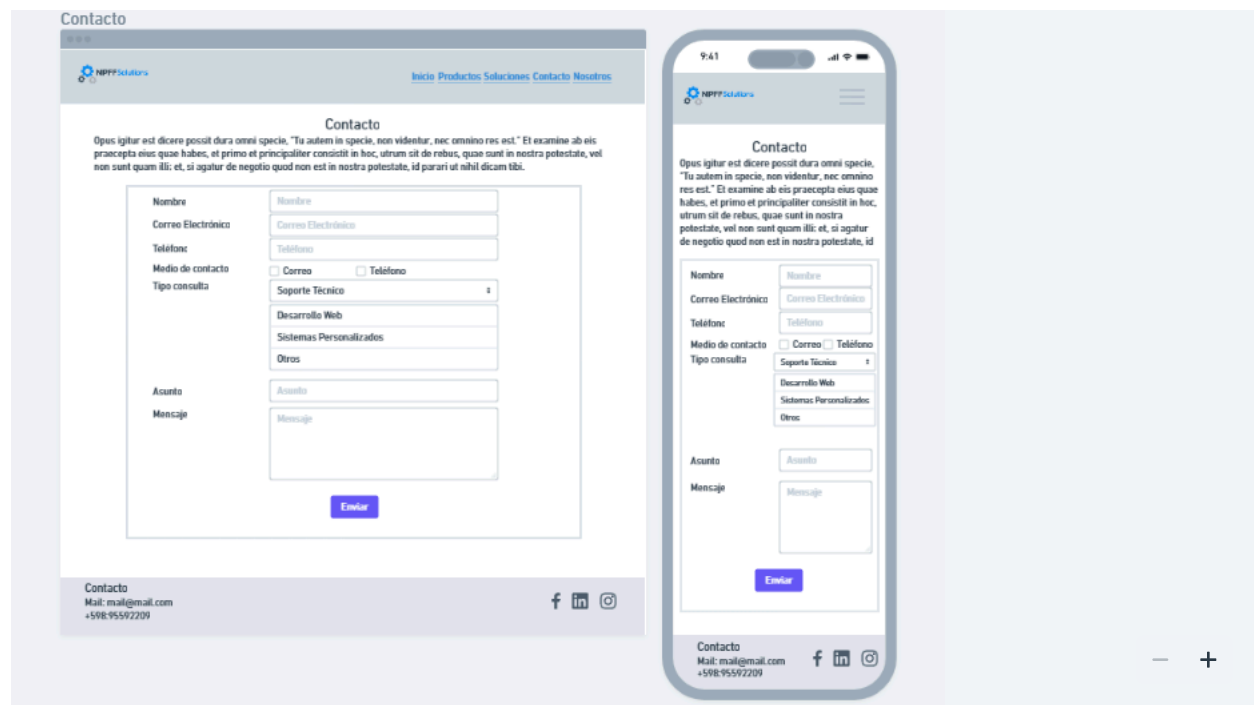 Contacto
NIPFPSolutions
Inicio Productos Soluciones Contacto Nosotros
Contacto
Opus igitur est dicere possit dura omni specie, "Tu autem in specie, non videntur, nec omnino res est." Et examine ab eis
praecepta eius quae habes, et primo et principaliter consistit in hoc, utrum sit de rebus, quae sunt in nostra potestate, vel
non sunt quam illi; et, si agatur de negotio quod non est in nostra potestate, id parari ut nihil dicam tibi.
Nombre
Nombre
Correo Electrónico
Correo Electrónico
Teléfono
Teléfono
Medio de contacto
Correo
Teléfono
Tipo consulta
Soporte Técnico
Desarrollo Web
Sistemas Personalizados
Otros
Asunto
Asunto
Mensaje
Mensaje
Enviar
Contacto
Mail: mail@mail.com
+598:95592209
9:41
NIPFPSolutions
Contacto
Opus igitur est dicere possit dura omni specie,
"Tu autem in specie, non videntur, nec omnino
res est." Et examine ab eis praecepta eius quae
habes, et primo et principaliter consistit in hoc,
utrum sit de rebus, quae sunt in nostra
potestate, vel non sunt quam illi; et, si agatur
de negotio quod non est in nostra potestate, id
Nombre
Nombre
Correo Electrónico
Correo Electrónico
Teléfono
Teléfono
Medio de contacto
Correo
Teléfono
Tipo consulta
Soporte Técnico
Desarrollo Web
Sistemas Personalizados
Otros
Asunto
Asunto
Mensaje
Mensaje
Enviar
Contacto
Mail: mail@mail.com
+598:95592209